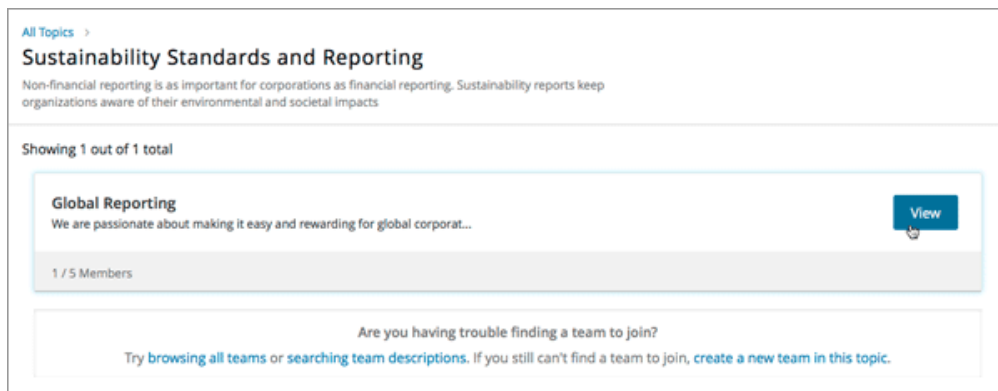 All Topics >
Sustainability Standards and Reporting
Non-financial reporting is as important for corporations as financial reporting. Sustainability reports keep
organizations aware of their environmental and societal impacts
Showing 1 out of 1 total
Global Reporting
We are passionate about making it easy and rewarding for global corporat...
View
1 / 5 Members
Are you having trouble finding a team to join?
Try browsing all teams or searching team descriptions. If you still can't find a team to join, create a new team in this topic.